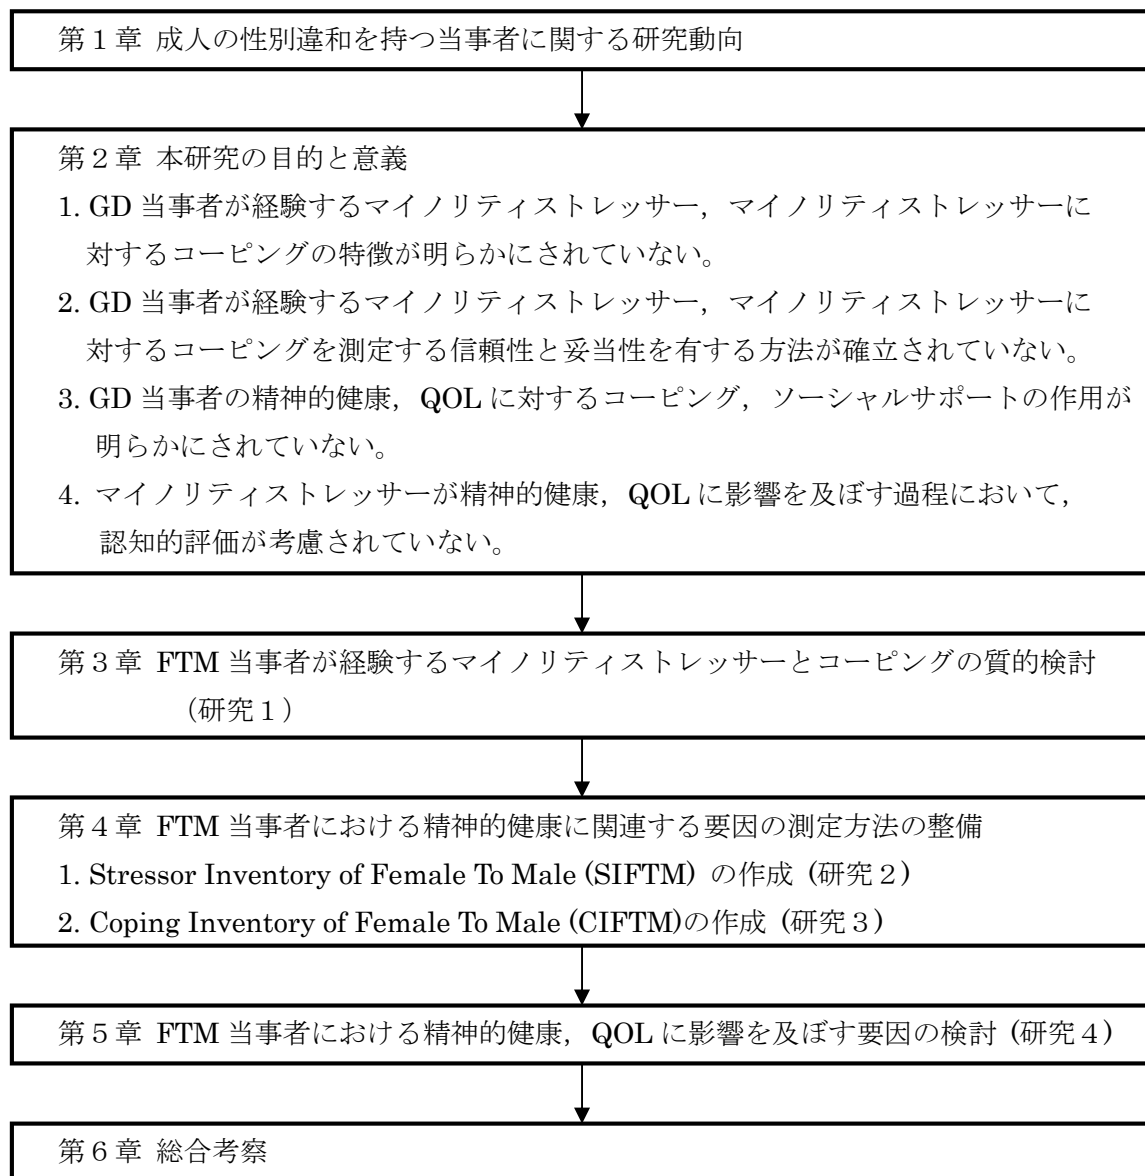 第１章 成人の性別違和を持つ当事者に関する研究動向
第２章 本研究の目的と意義
1. GD 当事者が経験するマイノリティストレッサー，マイノリティストレッサーに
対するコーピングの特徴が明らかにされていない。
2. GD 当事者が経験するマイノリティストレッサー，マイノリティストレッサーに
対するコーピングを測定する信頼性と妥当性を有する方法が確立されていない。
3. GD 当事者の精神的健康，QOL に対するコーピング，ソーシャルサポートの作用が
明らかにされていない。
4. マイノリティストレッサーが精神的健康，QOL に影響を及ぼす過程において，
認知的評価が考慮されていない。
第３章 FTM 当事者が経験するマイノリティストレッサーとコーピングの質的検討
（研究１）
第４章 FTM 当事者における精神的健康に関連する要因の測定方法の整備
1. Stressor Inventory of Female To Male (SIFTM) の作成 (研究２)
2. Coping Inventory of Female To Male (CIFTM)の作成 (研究３)
第５章 FTM 当事者における精神的健康，QOL に影響を及ぼす要因の検討 (研究４)
第６章 総合考察